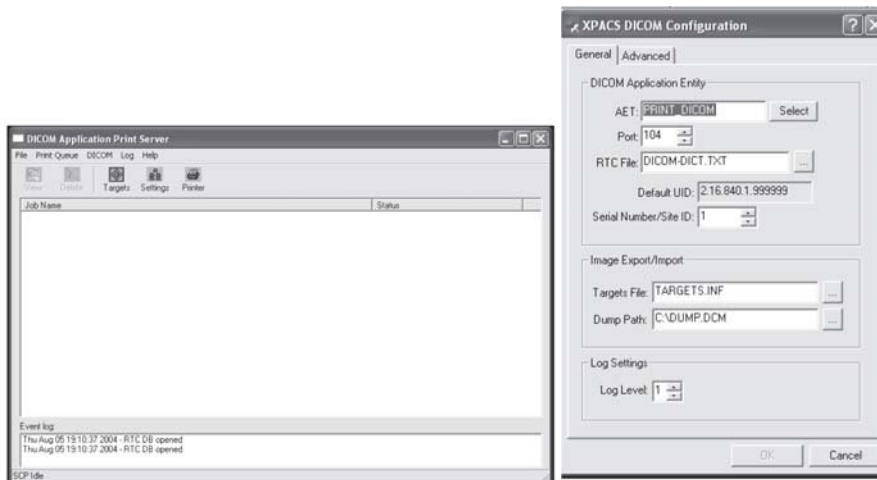 DICOM Application Print Server
File Print Queue DICOM Log Help
View Delete Targets Settings Printer
Job Name Status
Event log
Thu Aug 05 19:10:37 2004 - RTC DB opened
Thu Aug 05 19:10:37 2004 - RTC DB opened
SCP Idle
XPACS DICOM Configuration
General Advanced
DICOM Application Entity
AET: PRINT_DICOM Select
Port: 104
RTC File: DICOM-DICT.TXT ...
Default UID: 2.16.840.1.999999
Serial Number/Site ID: 1
Image Export/Import
Targets File: TARGETS.INF ...
Dump Path: C:\DUMP.DCM ...
Log Settings
Log Level: 1
OK Cancel